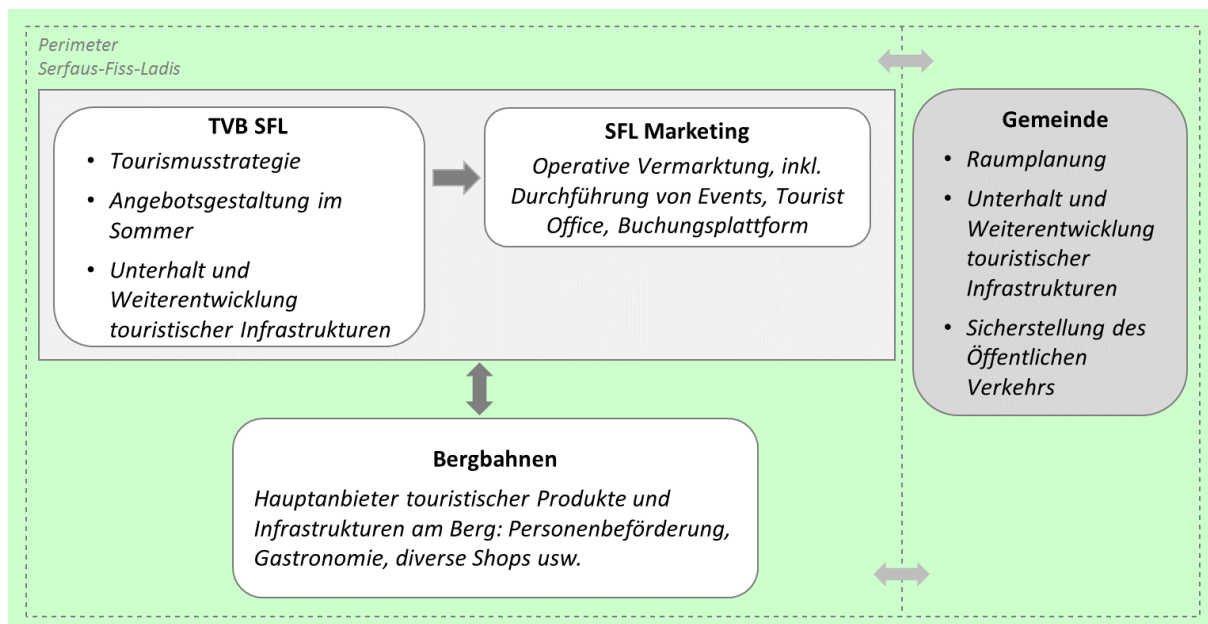 Perimeter
Serfaus-Fiss-Ladis
TVB SFL
• Tourismusstrategie
• Angebotsgestaltung im
Sommer
• Unterhalt und
Weiterentwicklung
touristischer Infrastrukturen
SFL Marketing
Operative Vermarktung, inkl.
Durchführung von Events, Tourist
Office, Buchungsplattform
Gemeinde
• Raumplanung
• Unterhalt und
Weiterentwicklung
touristischer
Infrastrukturen
• Sicherstellung des
Öffentlichen
Verkehrs
Bergbahnen
Hauptanbieter touristischer Produkte und
Infrastrukturen am Berg: Personenbeförderung,
Gastronomie, diverse Shops usw.